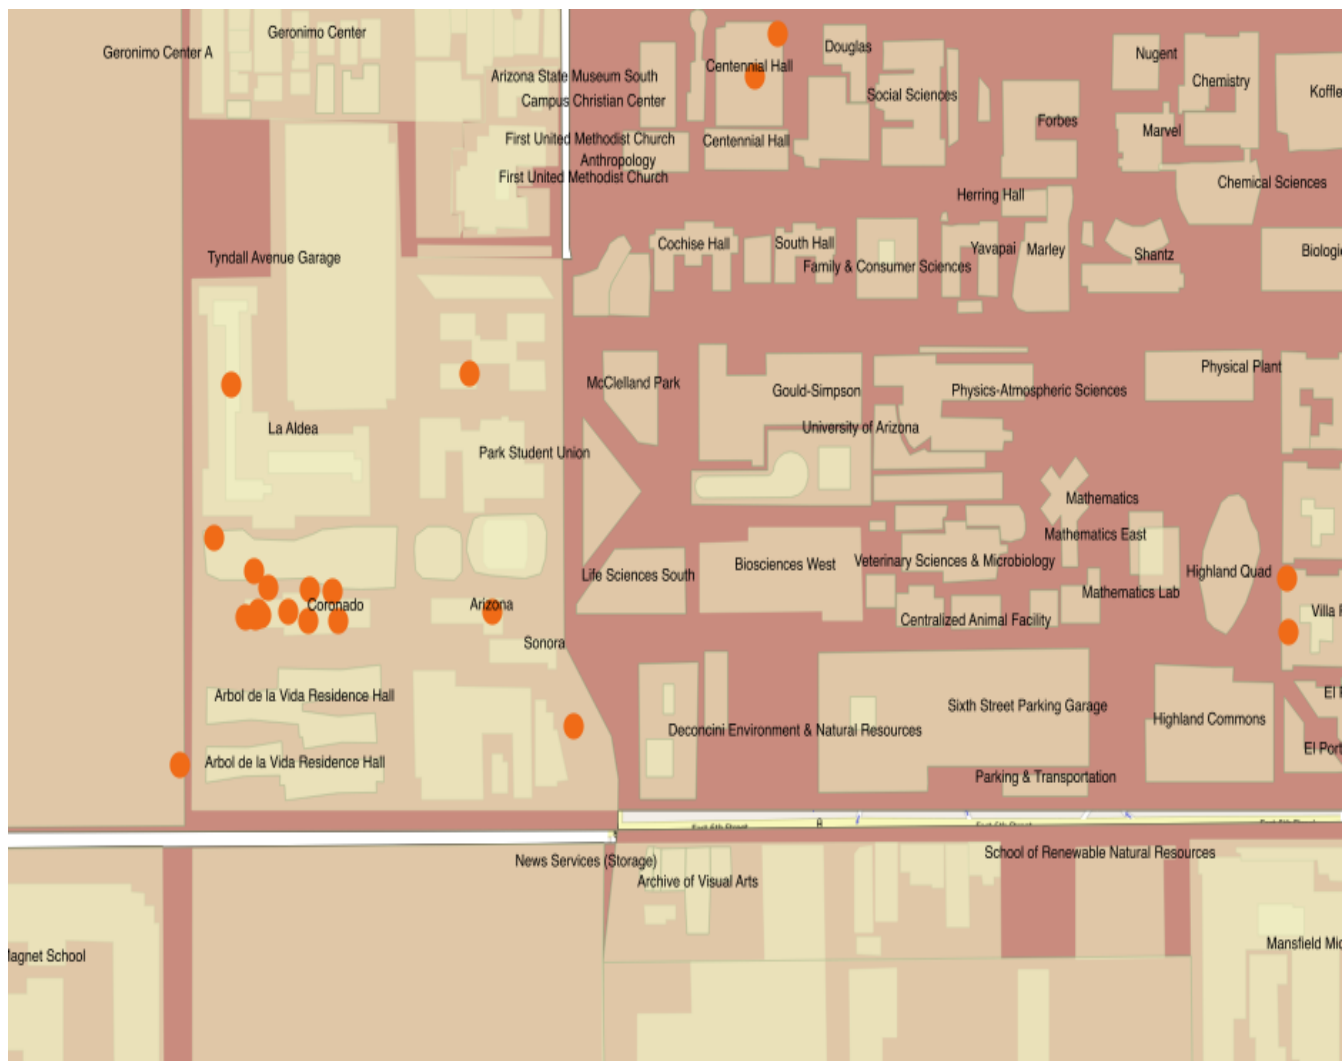 Geronimo Center
Geronimo Center A
Arizona State Museum South
Campus Christian Center
Centennial Hall
Douglas
Social Sciences
Nugent
Chemistry
Forbes
Marvel
First United Methodist Church
Anthropology
First United Methodist Church
Centennial Hall
Chemical Sciences
Herring Hall
Tyndall Avenue Garage
Cochise Hall
South Hall
Family & Consumer Sciences
Yavapai
Marley
Shantz
McClelland Park
Gould-Simpson
Physics-Atmospheric Sciences
Physical Plant
La Aldea
University of Arizona
Park Student Union
Mathematics
Mathematics East
Life Sciences South
Biosciences West
Veterinary Sciences & Microbiology
Highland Quad
Mathematics Lab
Coronado
Arizona
Centralized Animal Facility
Villa
Sonora
Arbol de la Vida Residence Hall
Deconcini Environment & Natural Resources
Sixth Street Parking Garage
Highland Commons
El
Arbol de la Vida Residence Hall
Parking & Transportation
El Port
News Services (Storage)
School of Renewable Natural Resources
Archive of Visual Arts
agnet School
Mansfield Mid